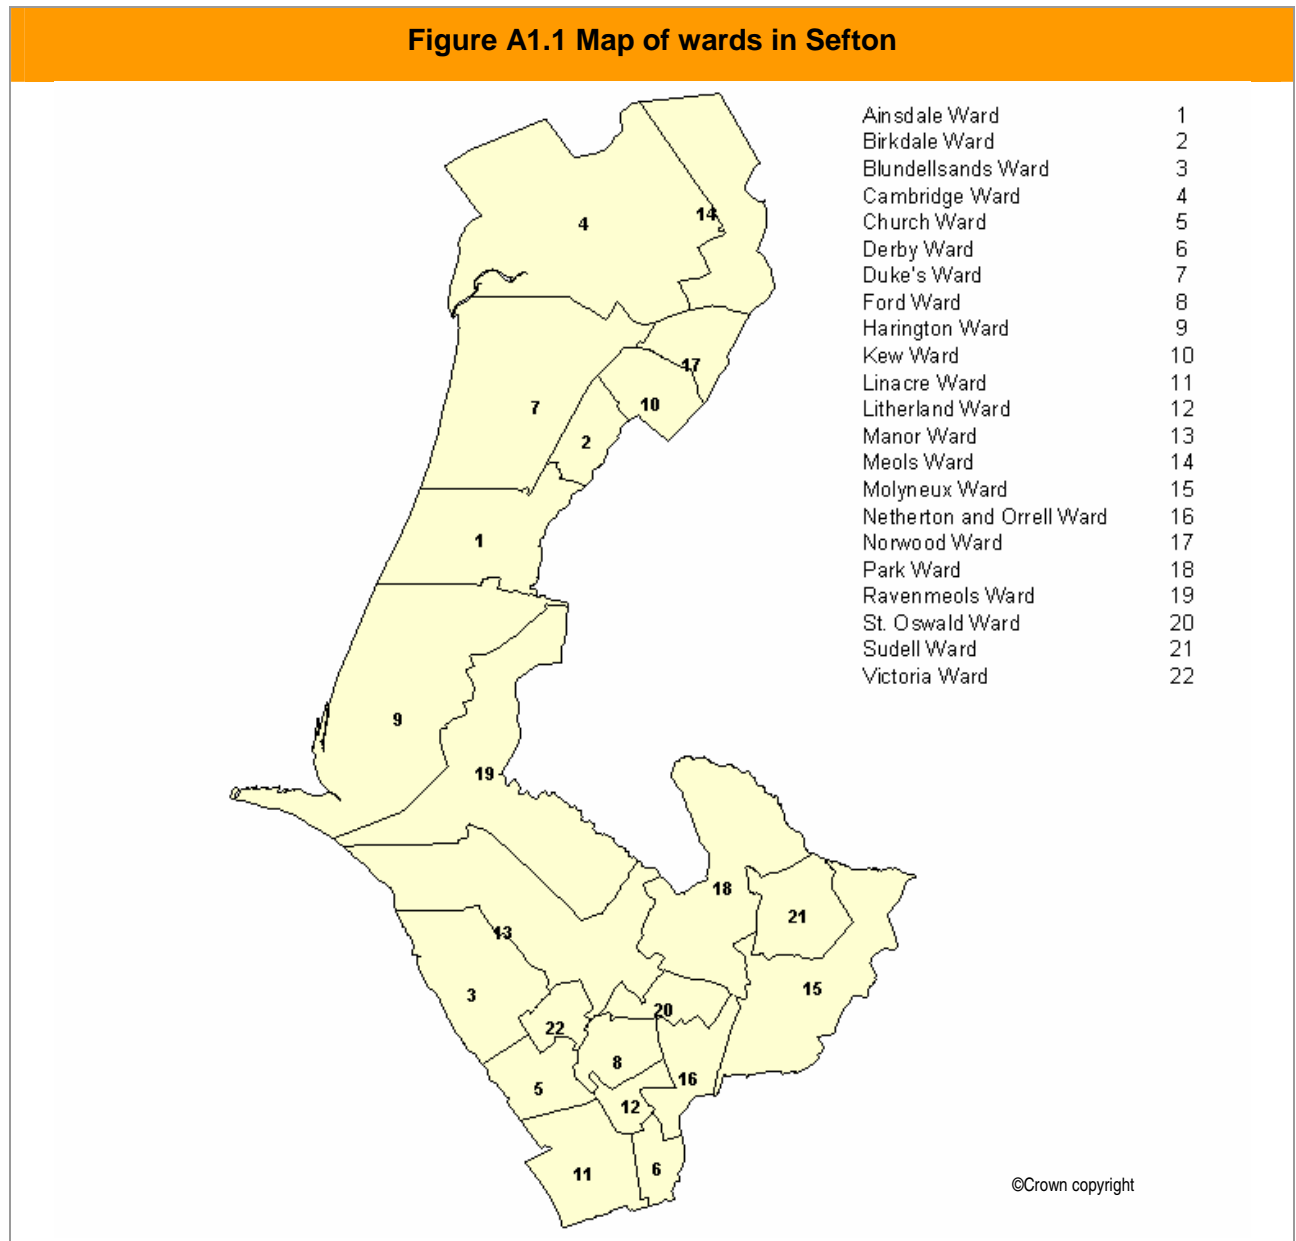 Figure A1.1 Map of wards in Sefton
Ainsdale Ward 1
Birkdale Ward 2
Blundellsands Ward 3
Cambridge Ward 4
Church Ward 5
Derby Ward 6
Duke's Ward 7
Ford Ward 8
Harington Ward 9
Kew Ward 10
Linacre Ward 11
Litherland Ward 12
Manor Ward 13
Meols Ward 14
Molyneux Ward 15
Netherton and Orrell Ward 16
Norwood Ward 17
Park Ward 18
Ravenmeols Ward 19
St. Oswald Ward 20
Sudell Ward 21
Victoria Ward 22
14
4
17
10
7
2
1
9
19
18
21
13
15
3
20
22
8
16
5
12
6
11
©Crown copyright